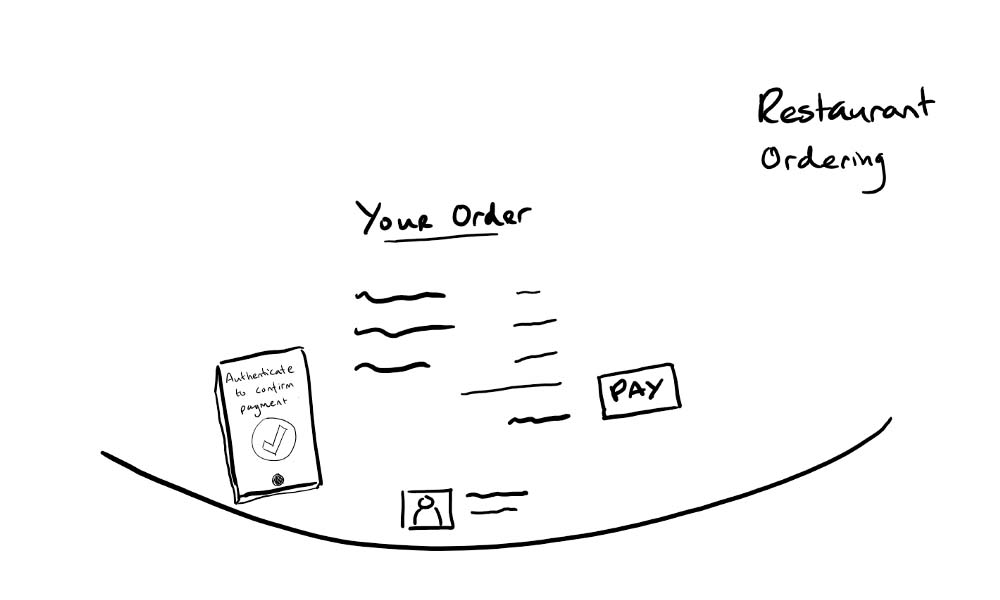 Restaurant
Ordering
Your Order
Authenticate
to confirm
payment
PAY